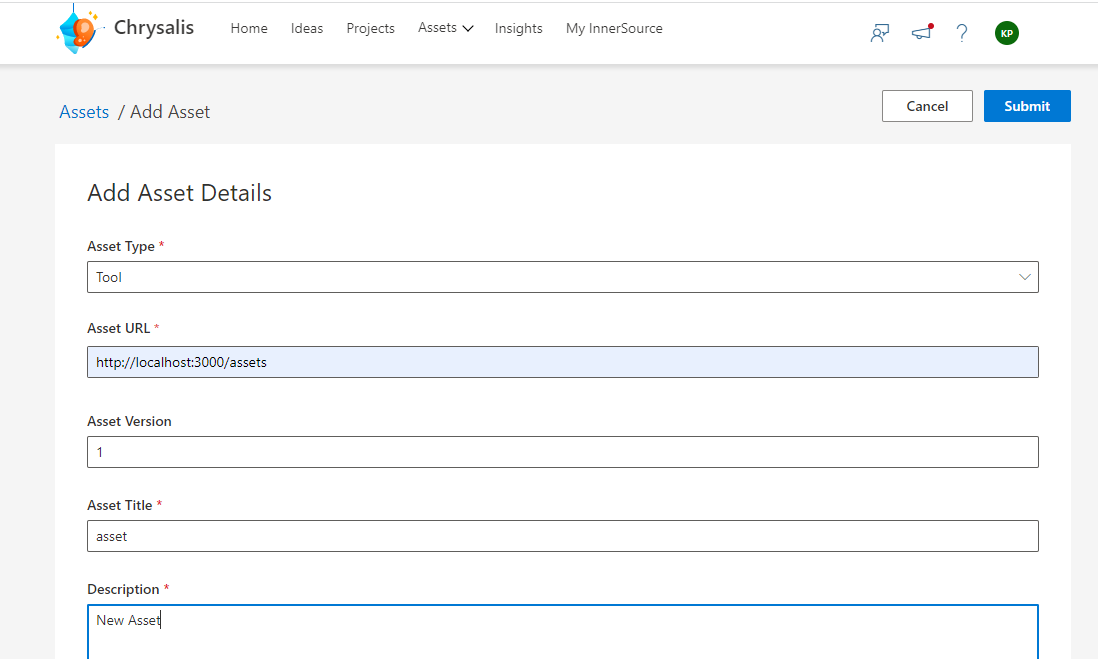 Chrysalis Home Ideas Projects Assets Insights My InnerSource ? KP
Assets / Add Asset Cancel Submit
Add Asset Details
Asset Type *
Tool
Asset URL *
http://localhost:3000/assets
Asset Version
1
Asset Title *
asset
Description *
New Asset